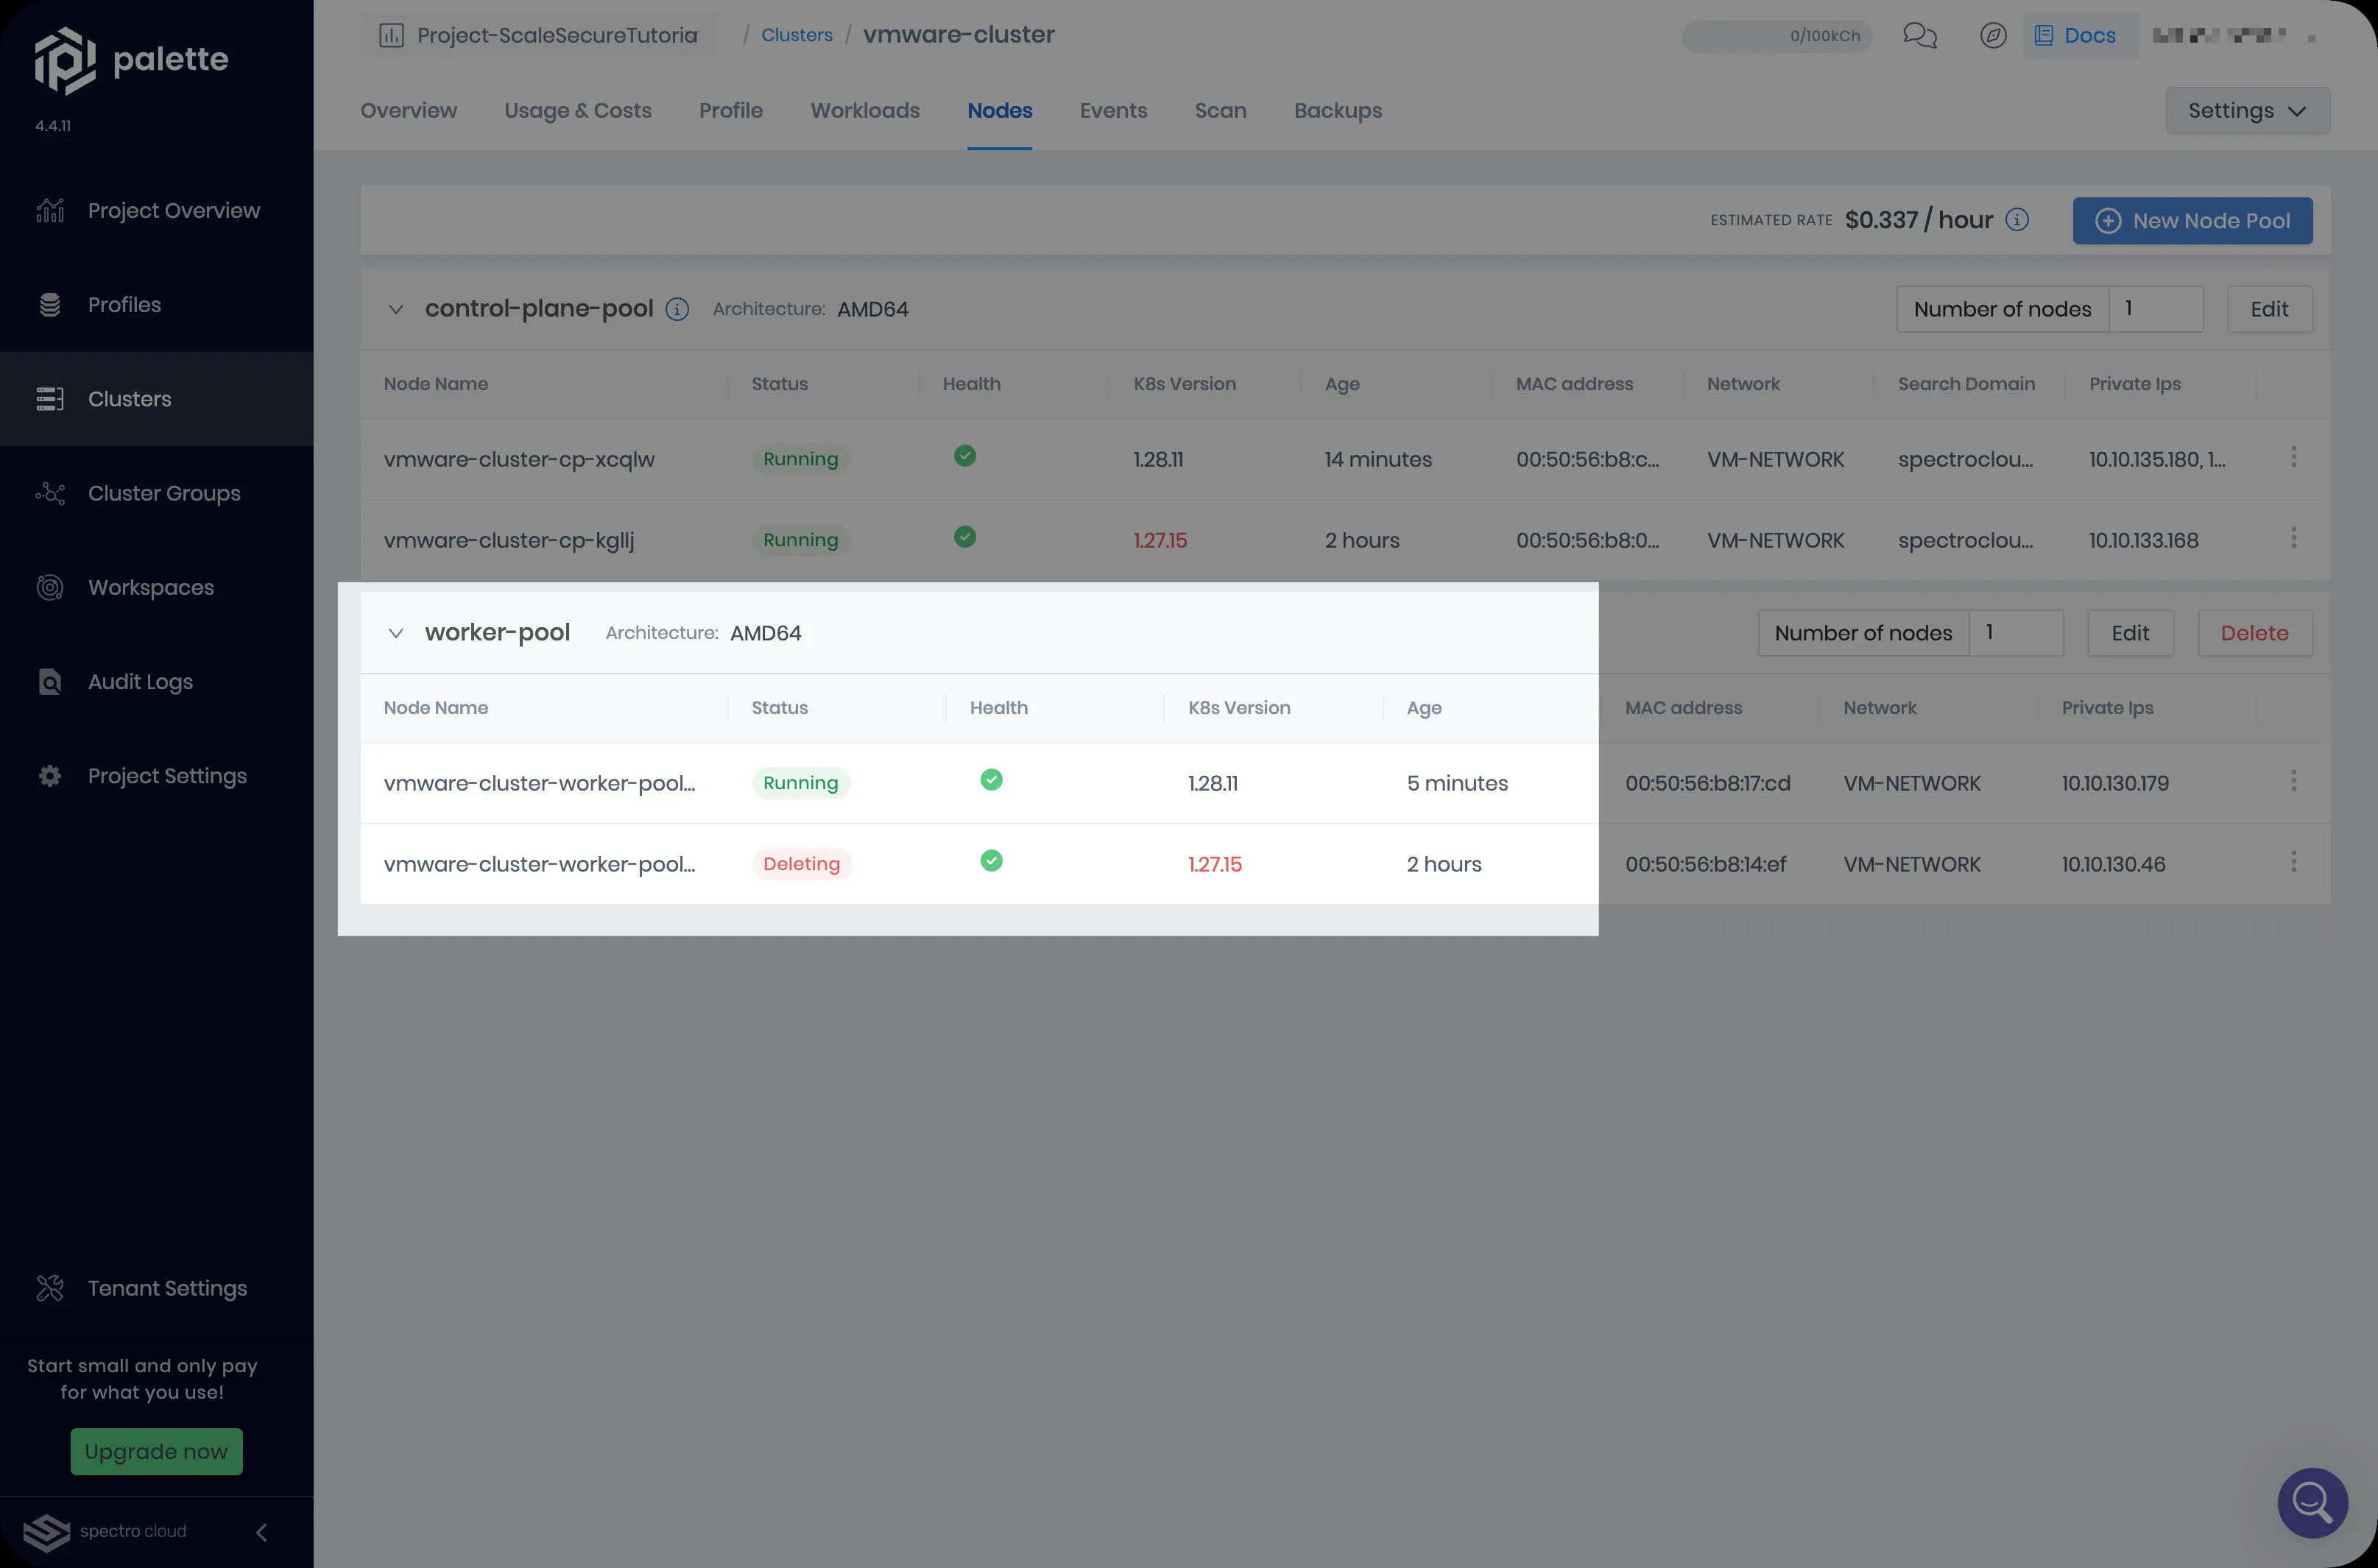 palette
4.4.11
Project Overview
Profiles
Clusters
Cluster Groups
Workspaces
Audit Logs
Project Settings
Tenant Settings
Start small and only pay
for what you use!
Upgrade now
spectro cloud
Project-ScaleSecureTutoria
/ Clusters / vmware-cluster
0/100kCh
Docs
Overview Usage & Costs Profile Workloads Nodes Events Scan Backups
Settings
ESTIMATED RATE $0.337 / hour
New Node Pool
control-plane-pool Architecture: AMD64
Number of nodes 1 Edit
Node Name Status Health K8s Version Age MAC address Network Search Domain Private Ips
vmware-cluster-cp-xcqlw Running 1.28.11 14 minutes 00:50:56:b8:c... VM-NETWORK spectroclou... 10.10.135.180, 1...
vmware-cluster-cp-kgllj Running 1.27.15 2 hours 00:50:56:b8:0... VM-NETWORK spectroclou... 10.10.133.168
worker-pool Architecture: AMD64
Number of nodes 1 Edit Delete
Node Name Status Health K8s Version Age MAC address Network Private Ips
vmware-cluster-worker-pool... Running 1.28.11 5 minutes 00:50:56:b8:17:cd VM-NETWORK 10.10.130.179
vmware-cluster-worker-pool... Deleting 1.27.15 2 hours 00:50:56:b8:14:ef VM-NETWORK 10.10.130.46